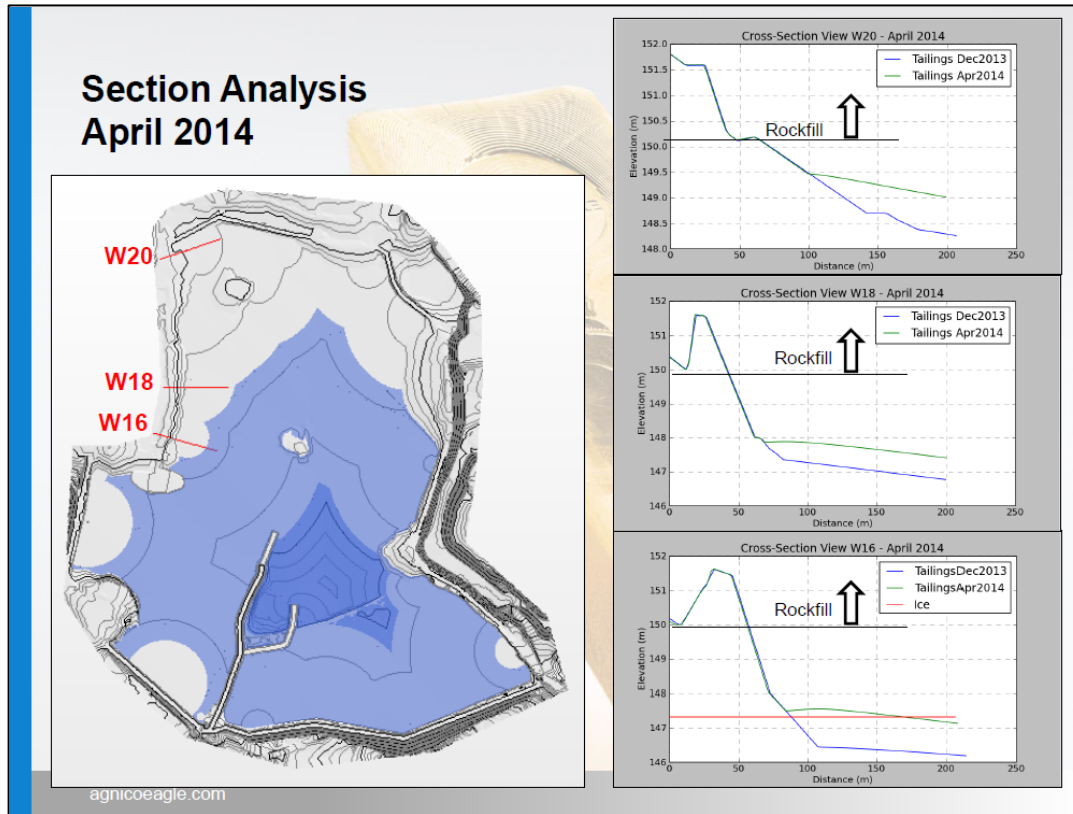 Section Analysis
April 2014
W20
W18
W16
agnicoeagle.com
Cross-Section View W20 - April 2014
152.0
151.5
151.0
150.5
150.0
149.5
149.0
148.5
148.0
Elevation (m)
Tailings Dec2013
Tailings Apr2014
Rockfill
0 50 100 150 200 250
Distance (m)
Cross-Section View W18 - April 2014
152
151
150
149
148
147
146
Elevation (m)
Tailings Dec2013
Tailings Apr2014
Rockfill
0 50 100 150 200 250
Distance (m)
Cross-Section View W16 - April 2014
152
151
150
149
148
147
146
Elevation (m)
TailingsDec2013
TailingsApr2014
Ice
Rockfill
0 50 100 150 200 250
Distance (m)